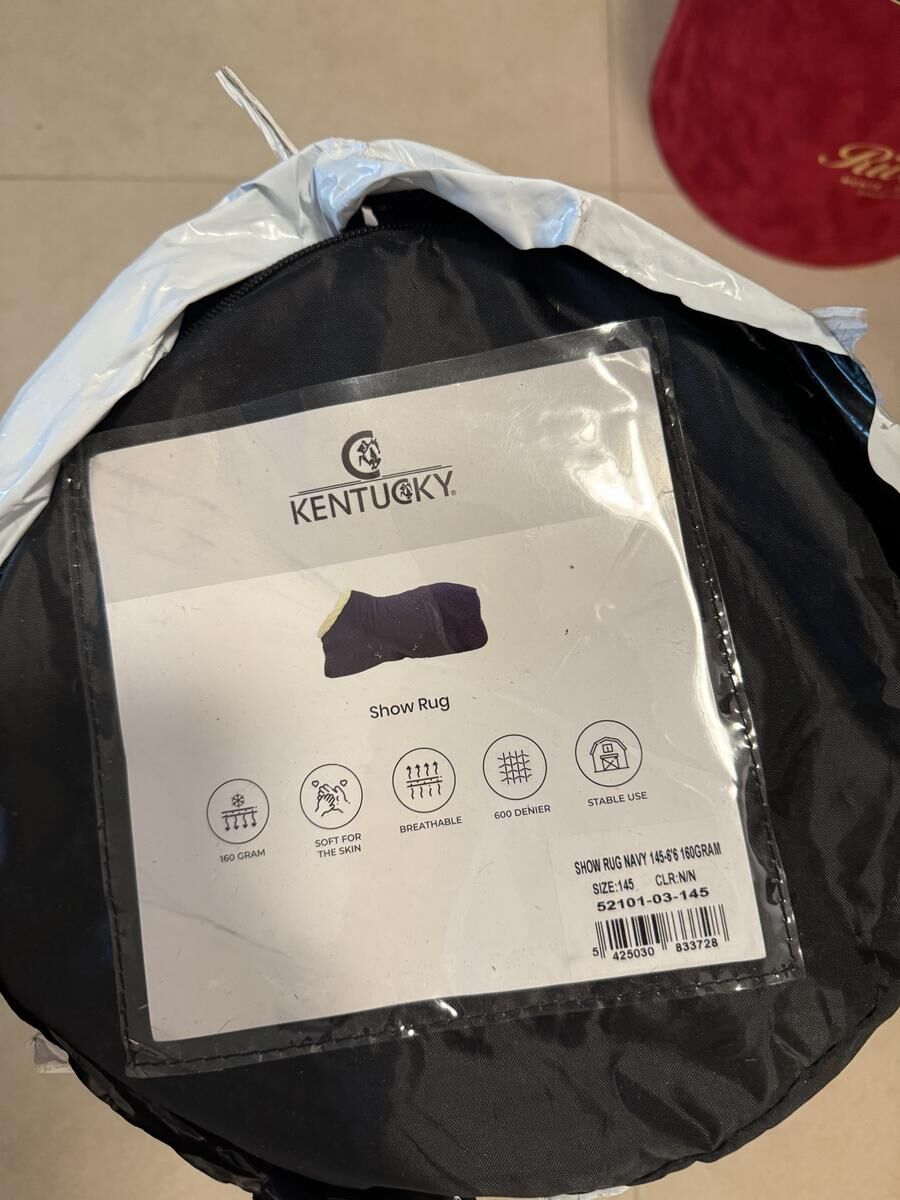 KENTUCKY®
Show Rug
160 GRAM
SOFT FOR
THE SKIN
BREATHABLE
600 DENIER
STABLE USE
SHOW RUG NAVY 145-6'6 160GRAM
SIZE:145 CLR:N/N
52101-03-145
5 425030 833728